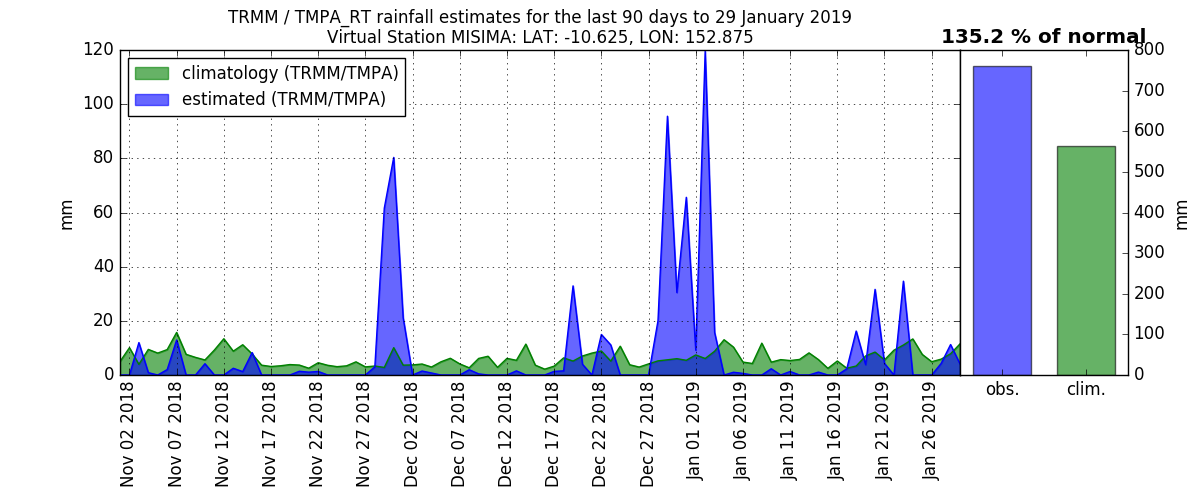 TRMM / TMPA_RT rainfall estimates for the last 90 days to 29 January 2019
Virtual Station MISIMA: LAT: -10.625, LON: 152.875
135.2 % of normal
climatology (TRMM/TMPA)
estimated (TRMM/TMPA)
120
100
80
60
40
20
0
mm
Nov 02 2018
Nov 07 2018
Nov 12 2018
Nov 17 2018
Nov 22 2018
Nov 27 2018
Dec 02 2018
Dec 07 2018
Dec 12 2018
Dec 17 2018
Dec 22 2018
Dec 27 2018
Jan 01 2019
Jan 06 2019
Jan 11 2019
Jan 16 2019
Jan 21 2019
Jan 26 2019
800
700
600
500
400
300
200
100
0
mm
obs.
clim.